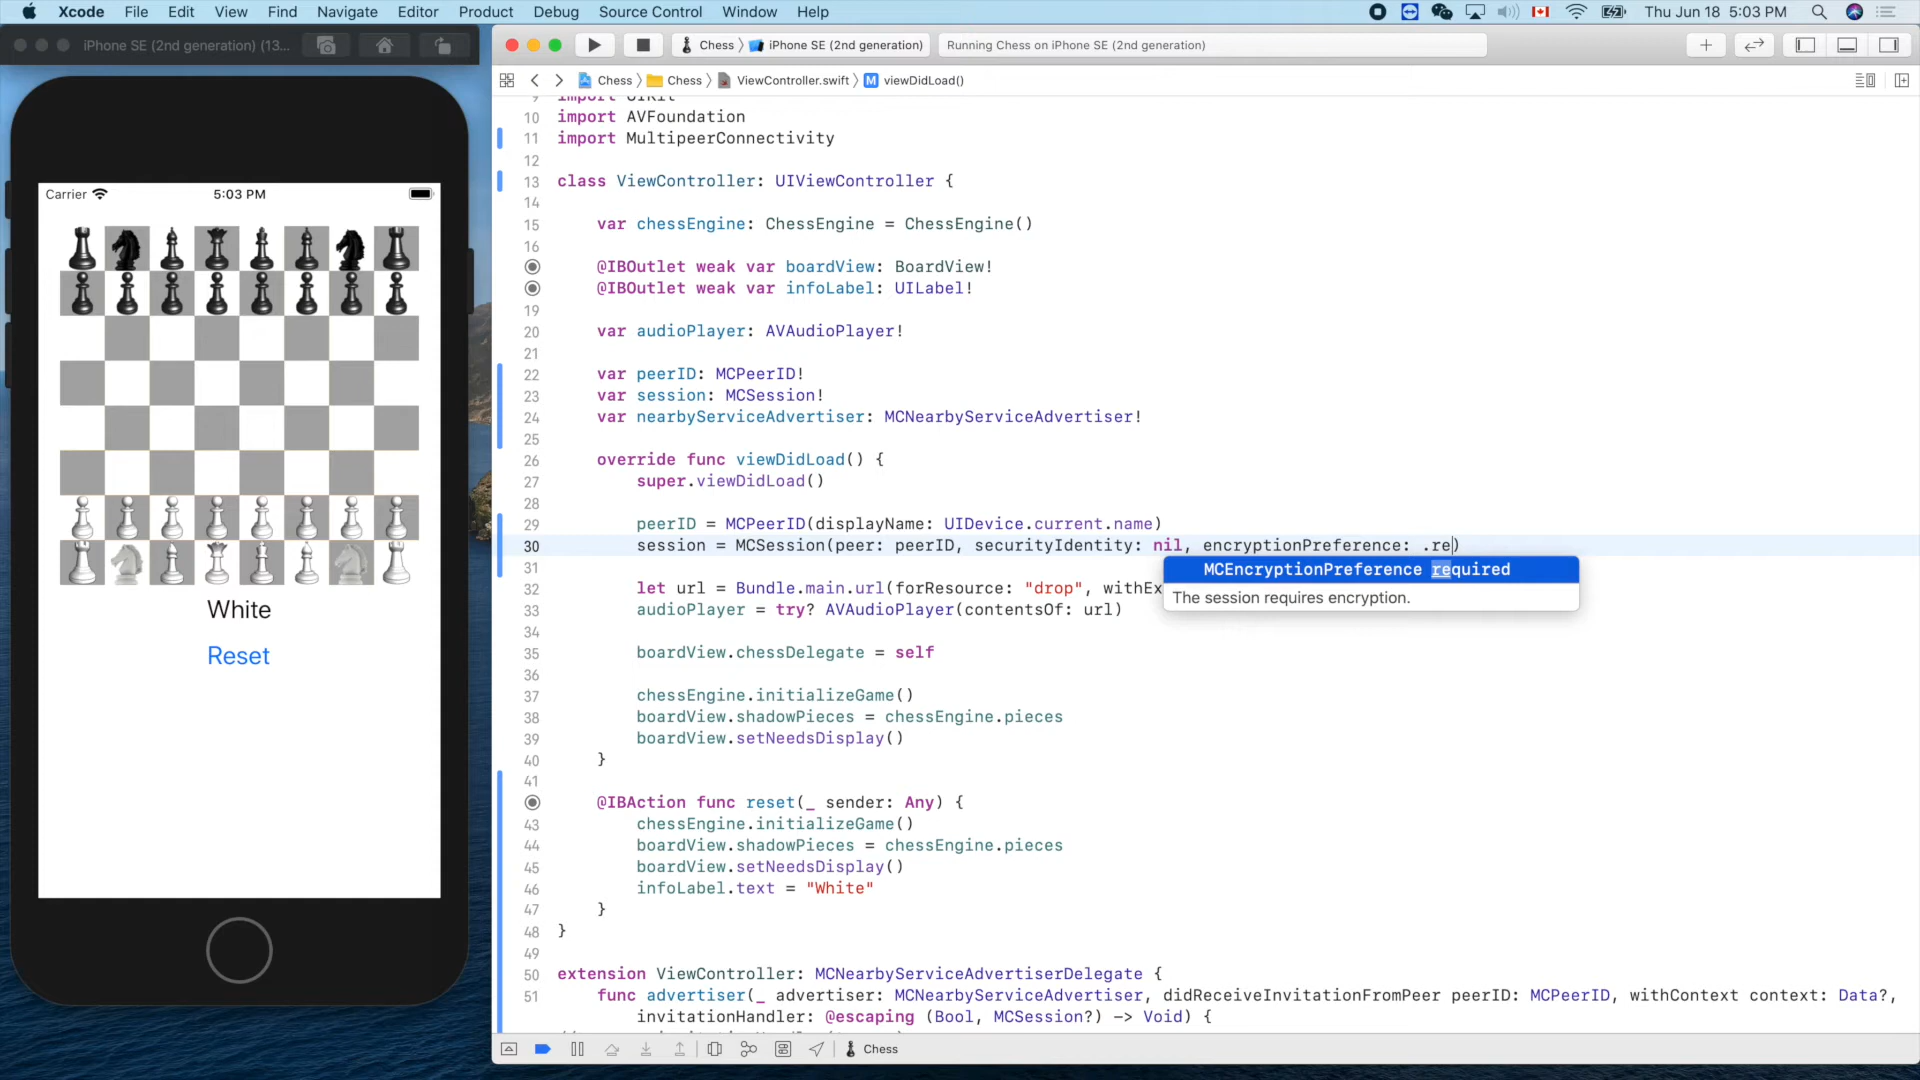 Xcode File Edit View Find Navigate Editor Product Debug Source Control Window Help Thu Jun 18 5:03 PM
iPhone SE (2nd generation) (13...
Chess iPhone SE (2nd generation) Running Chess on iPhone SE (2nd generation)
Chess Chess ViewController.swift M viewDidLoad()
Carrier 5:03 PM
White
Reset
9 import UIKit
10 import AVFoundation
11 import MultipeerConnectivity
12
13 class ViewController: UIViewController {
14
15 var chessEngine: ChessEngine = ChessEngine()
16
@IBOutlet weak var boardView: BoardView!
@IBOutlet weak var infoLabel: UILabel!
19
20 var audioPlayer: AVAudioPlayer!
21
22 var peerID: MCPeerID!
23 var session: MCSession!
24 var nearbyServiceAdvertiser: MCNearbyServiceAdvertiser!
25
26 override func viewDidLoad() {
27 super.viewDidLoad()
28
29 peerID = MCPeerID(displayName: UIDevice.current.name)
30 session = MCSession(peer: peerID, securityIdentity: nil, encryptionPreference: .re)
31 MCEncryptionPreference required
32 let url = Bundle.main.url(forResource: "drop", withEx
The session requires encryption.
33 audioPlayer = try? AVAudioPlayer(contentsOf: url)
34
35 boardView.chessDelegate = self
36
37 chessEngine.initializeGame()
38 boardView.shadowPieces = chessEngine.pieces
39 boardView.setNeedsDisplay()
40 }
41
@IBAction func reset(_ sender: Any) {
43 chessEngine.initializeGame()
44 boardView.shadowPieces = chessEngine.pieces
45 boardView.setNeedsDisplay()
46 infoLabel.text = "White"
47 }
48 }
49
50 extension ViewController: MCNearbyServiceAdvertiserDelegate {
51 func advertiser(_ advertiser: MCNearbyServiceAdvertiser, didReceiveInvitationFromPeer peerID: MCPeerID, withContext context: Data?,
invitationHandler: @escaping (Bool, MCSession?) -> Void) {
Chess